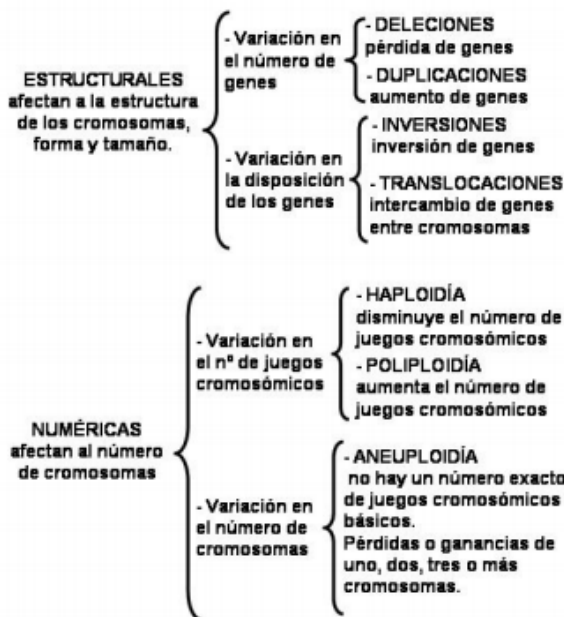 ESTRUCTURALES
afectan a la estructura
de los cromosomas,
forma y tamaño.
- Variación en
el número de
genes
- DELECIONES
pérdida de genes
- DUPLICACIONES
aumento de genes
- Variación en
la disposición
de los genes
- INVERSIONES
inversión de genes
- TRANSLOCACIONES
intercambio de genes
entre cromosomas
NUMÉRICAS
afectan al número
de cromosomas
- Variación en
el nº de juegos
cromosómicos
- HAPLOIDÍA
disminuye el número de
juegos cromosómicos
- POLIPLOIDÍA
aumenta el número de
juegos cromosómicos
- Variación en
el número de
cromosomas
- ANEUPLOIDÍA
no hay un número exacto
de juegos cromosómicos
básicos.
Pérdidas o ganancias de
uno, dos, tres o más
cromosomas.